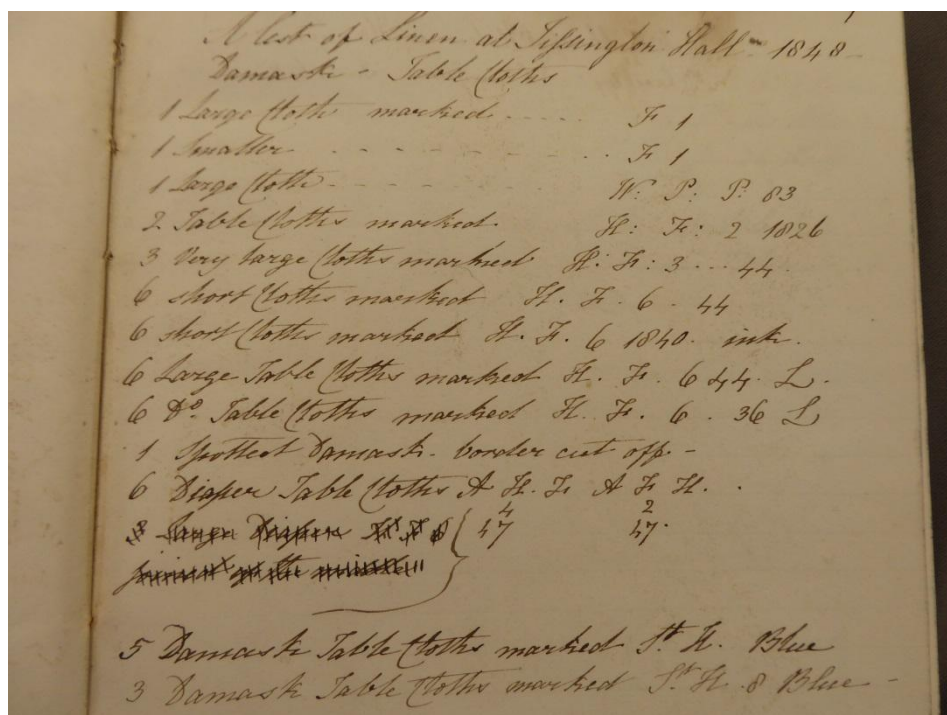 A list of Linen at Tissington Hall - 1848
Damask - Table Cloths
1 Large Cloth marked ..... F 1
1 Smaller - - - - - - - - - F 1
1 Large Cloth - - - - - - W: P: P: 83
2 Table Cloths marked H: F: 2 1826
3 Very large Cloths marked H: F: 3 ... 44.
6 short Cloths marked H. F. 6 - 44
6 short Cloths marked H. F. 6 1840. ink.
6 Large Table Cloths marked H. F. 6 44. L.
6 Do. Table Cloths marked H. F. 6 . 36 L
1 Spotted Damask - border cut off -
6 Diaper Table Cloths A H. F. A F H.
4 2
47 47.
5 Damask Table Cloths marked St. H. Blue
3 Damask Table Cloths marked St. H. 8 Blue -